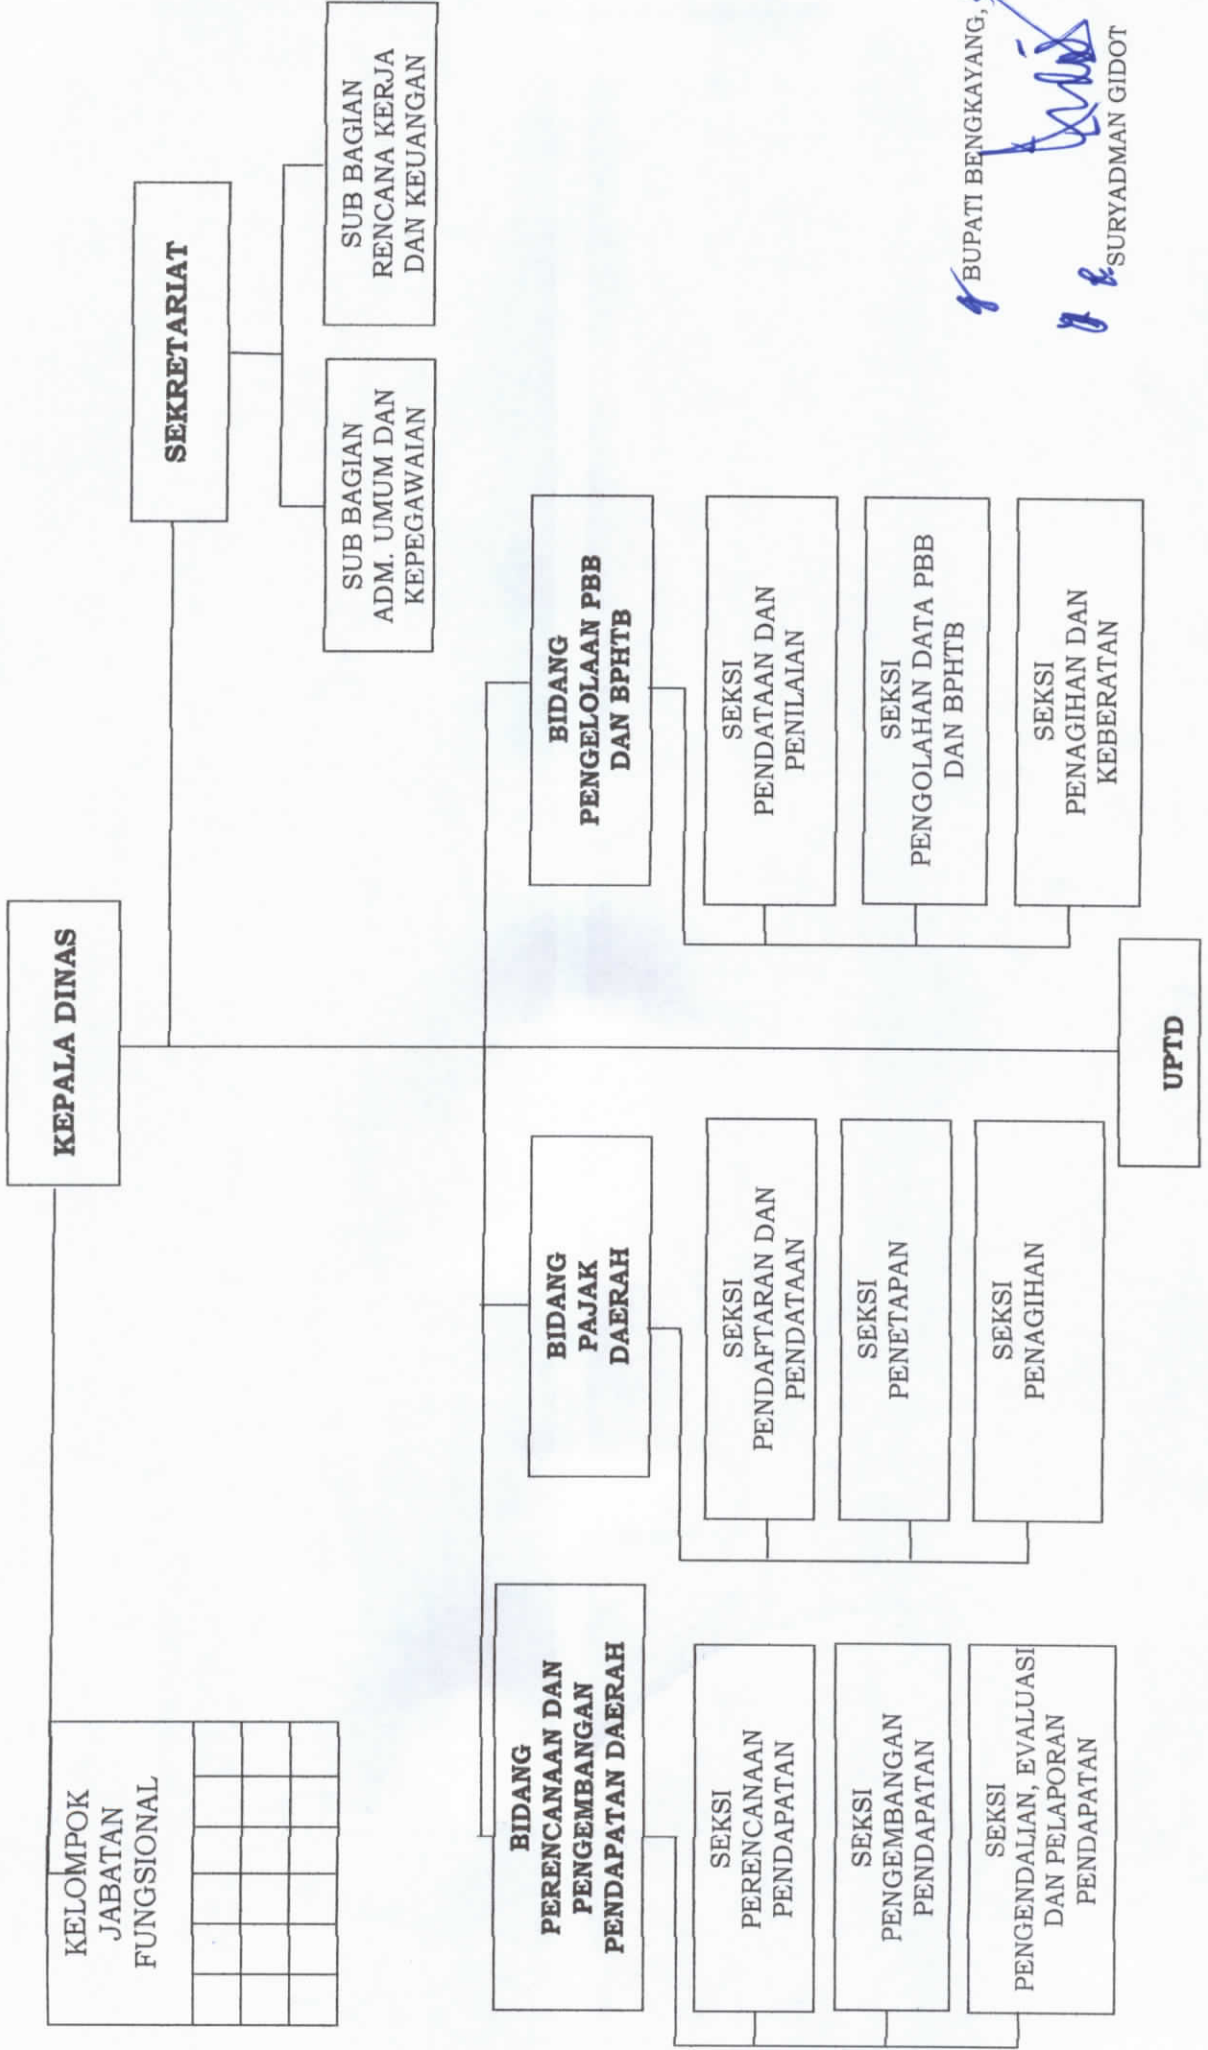 KEPALA DINAS
KELOMPOK
JABATAN
FUNGSIONAL
SEKRETARIAT
SUB BAGIAN
ADM. UMUM DAN
KEPEGAWAIAN
SUB BAGIAN
RENCANA KERJA
DAN KEUANGAN
BIDANG
PERENCANAAN DAN
PENGEMBANGAN
PENDAPATAN DAERAH
SEKSI
PERENCANAAN
PENDAPATAN
SEKSI
PENGEMBANGAN
PENDAPATAN
SEKSI
PENGENDALIAN, EVALUASI
DAN PELAPORAN
PENDAPATAN
BIDANG
PAJAK
DAERAH
SEKSI
PENDAFTARAN DAN
PENDATAAN
SEKSI
PENETAPAN
SEKSI
PENAGIHAN
BIDANG
PENGELOLAAN PBB
DAN BPHTB
SEKSI
PENDATAAN DAN
PENILAIAN
SEKSI
PENGOLAHAN DATA PBB
DAN BPHTB
SEKSI
PENAGIHAN DAN
KEBERATAN
UPTD
BUPATI BENGKAYANG,
SURYADMAN GIDOT